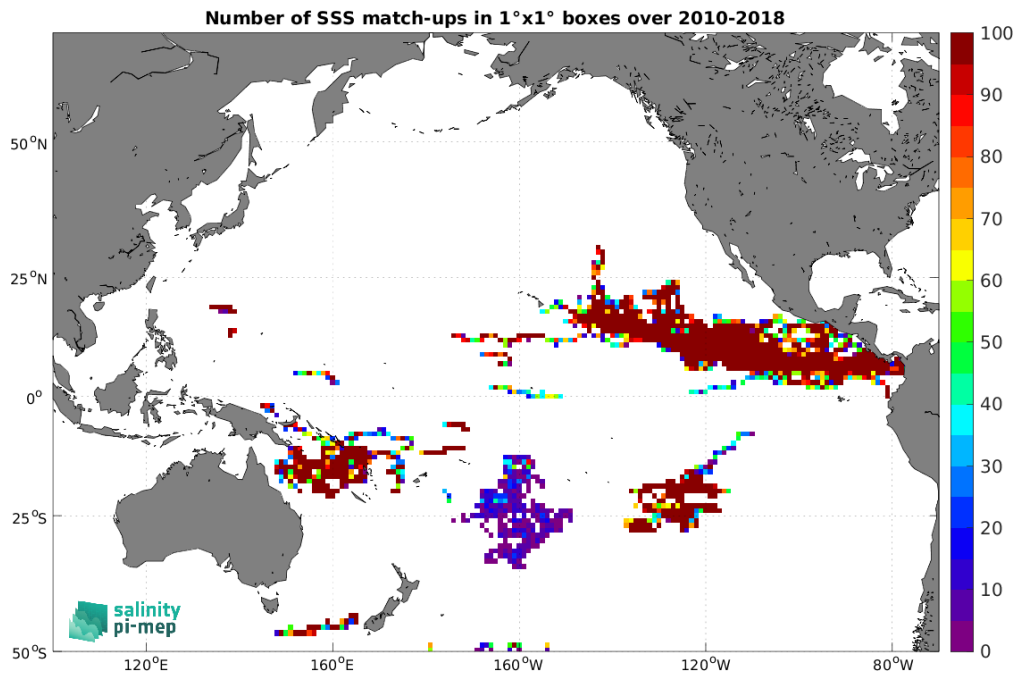 Number of SSS match-ups in 1°x1° boxes over 2010-2018
50°N
25°N
0°
25°S
50°S
120°E
160°E
160°W
120°W
80°W
100
90
80
70
60
50
40
30
20
10
0
salinity
pi-mep